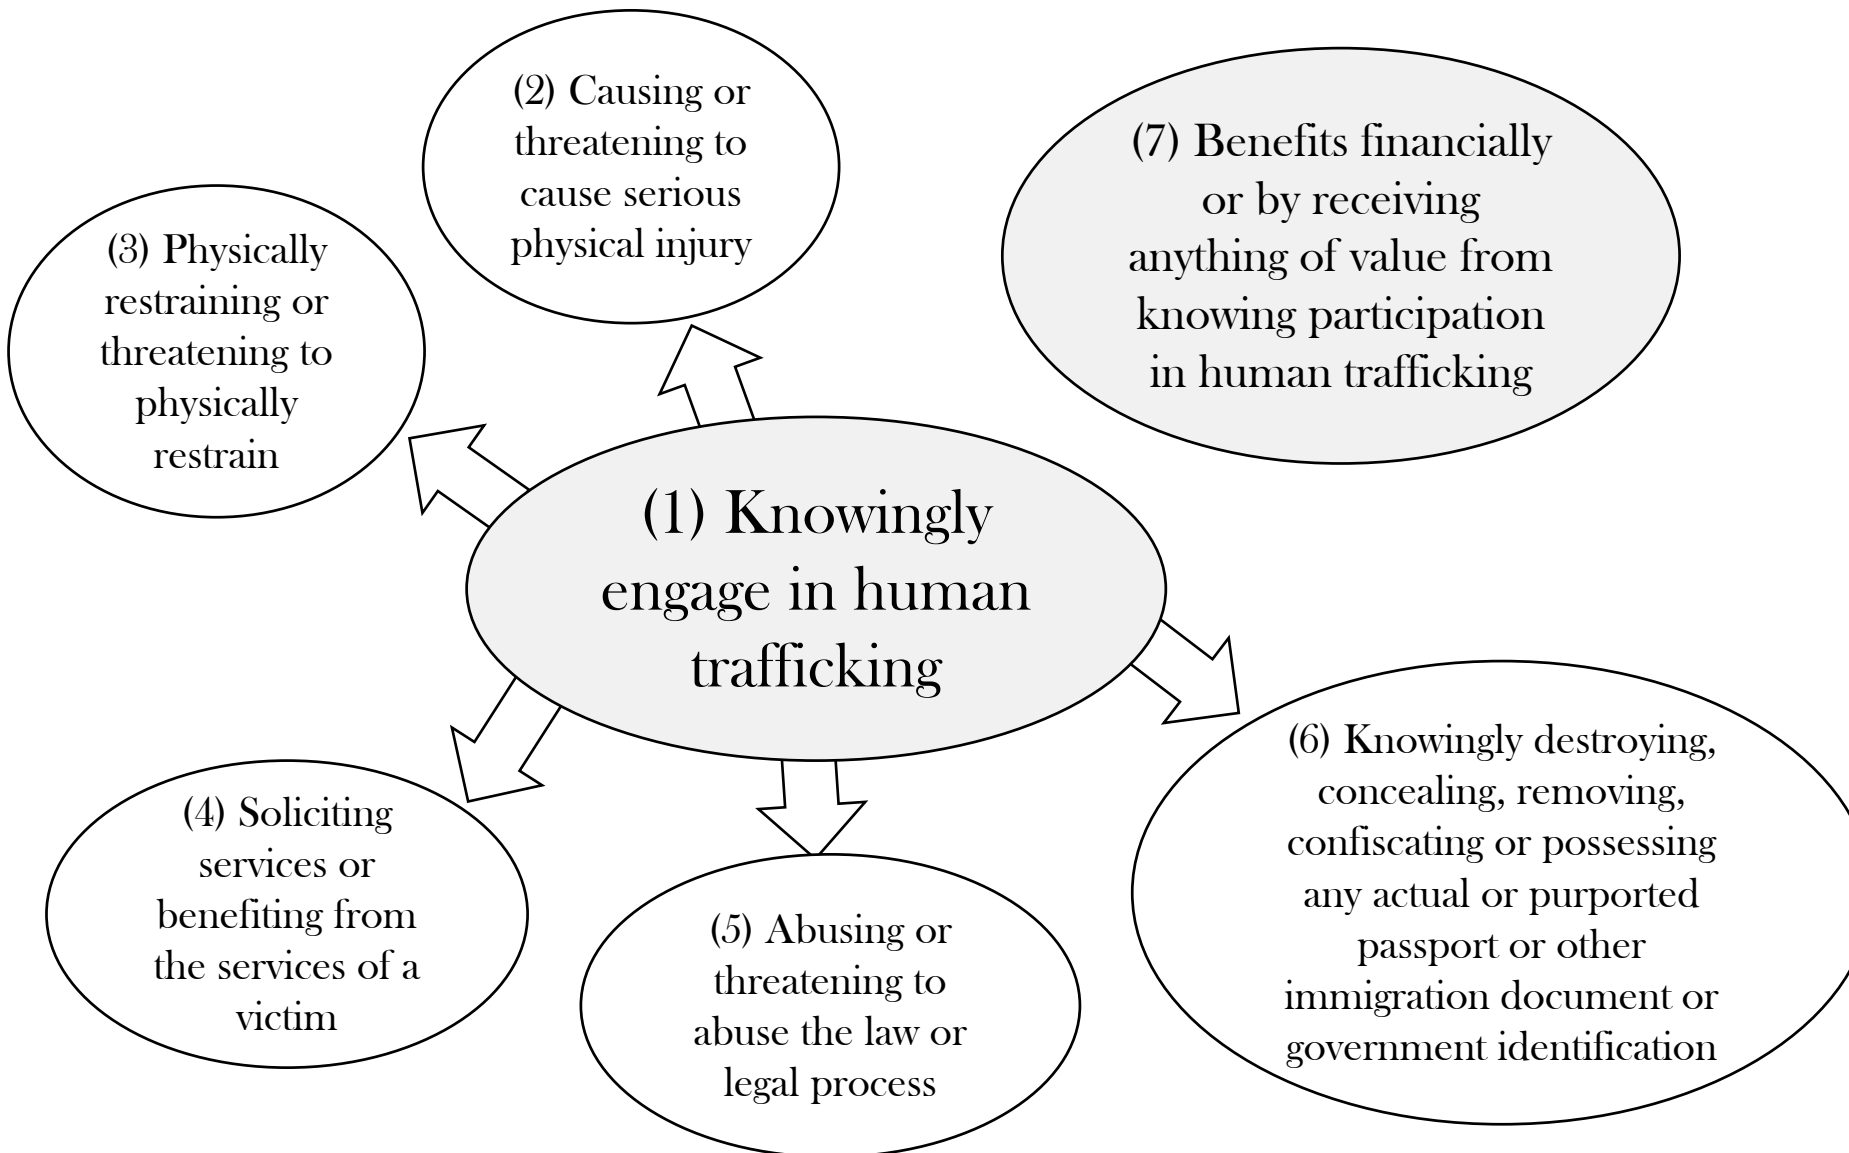 (2) Causing or
threatening to
cause serious
physical injury
(7) Benefits financially
or by receiving
anything of value from
knowing participation
in human trafficking
(3) Physically
restraining or
threatening to
physically
restrain
(1) Knowingly
engage in human
trafficking
(4) Soliciting
services or
benefiting from
the services of a
victim
(5) Abusing or
threatening to
abuse the law or
legal process
(6) Knowingly destroying,
concealing, removing,
confiscating or possessing
any actual or purported
passport or other
immigration document or
government identification